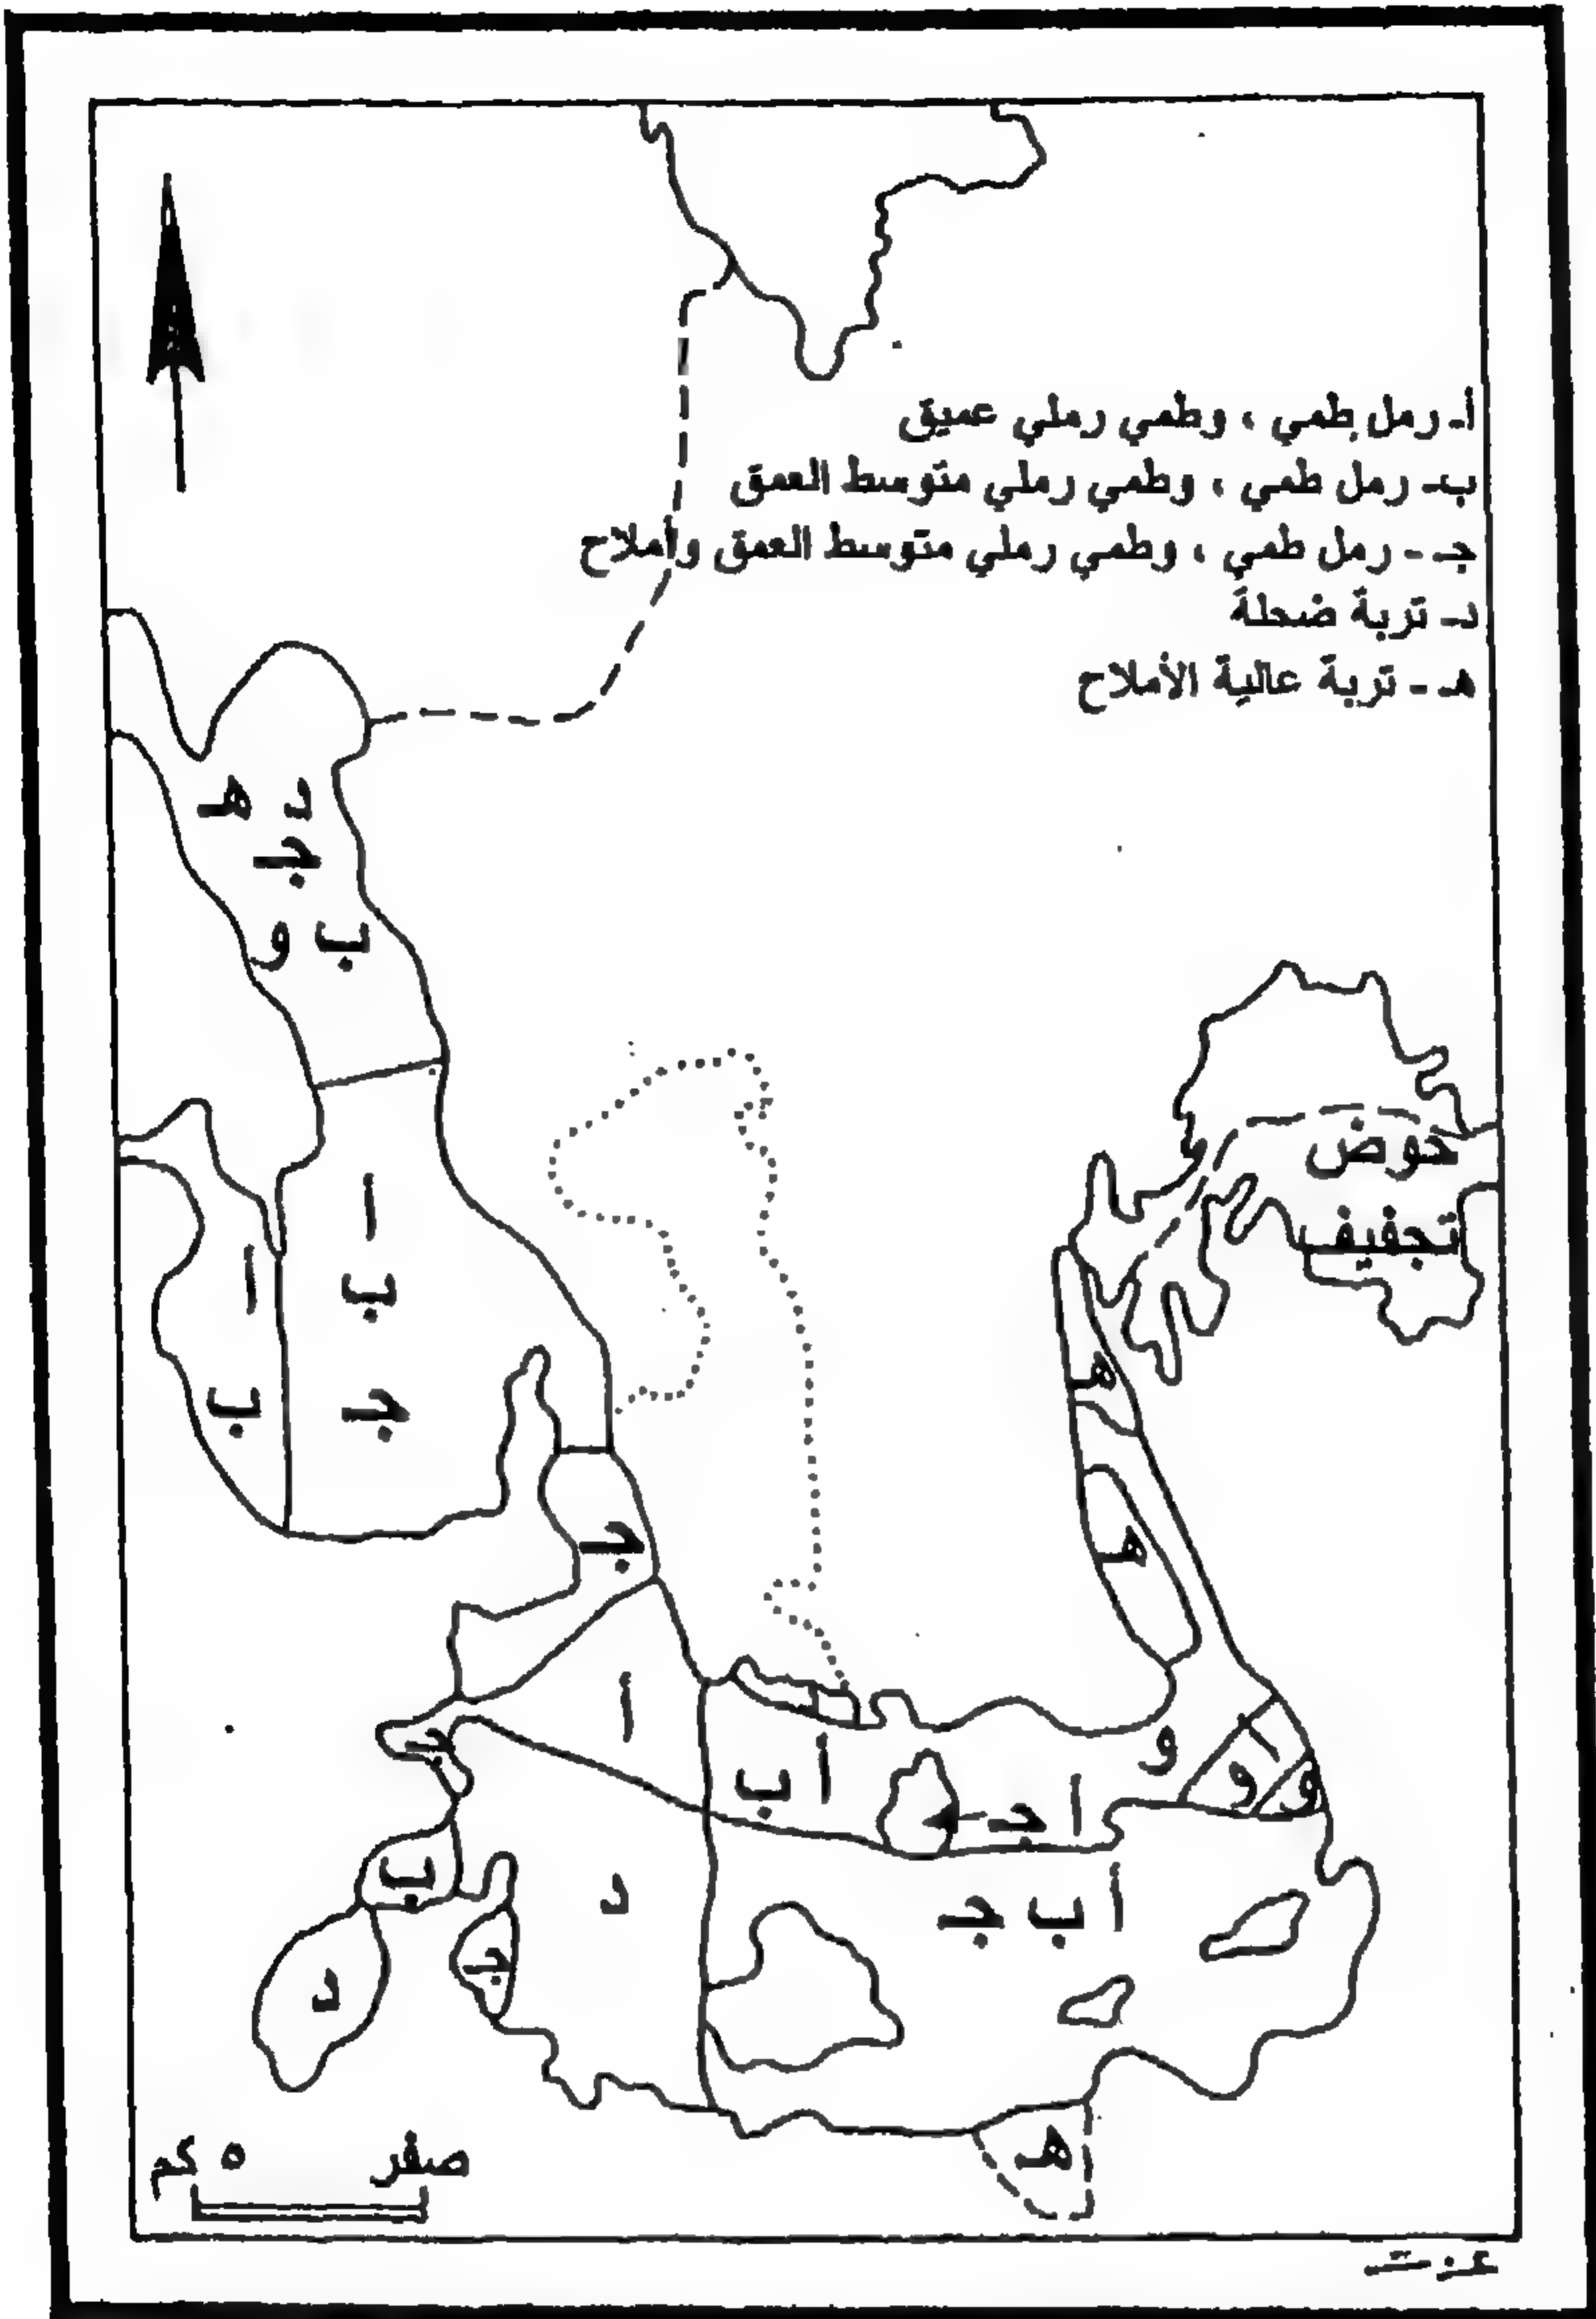 أ- رمل طمي ، وطمي رملي عميق
ب- رمل طمي ، وطمي رملي متوسط العمق
جـ - رمل طمي ، وطمي رملي متوسط العمق وأملاح
د- تربة ضحلة
هـ - تربة عالية الأملاح
د هـ
جـ
ب و
حوض
تجفيف
أ
ب
جـ
أ
ب
هـ
هـ
جـ
أ
أ ب
ا جـ
و
و
و
ب
د
أ ب جـ
جـ
د
هـ
صفر ٥ كم
عزت